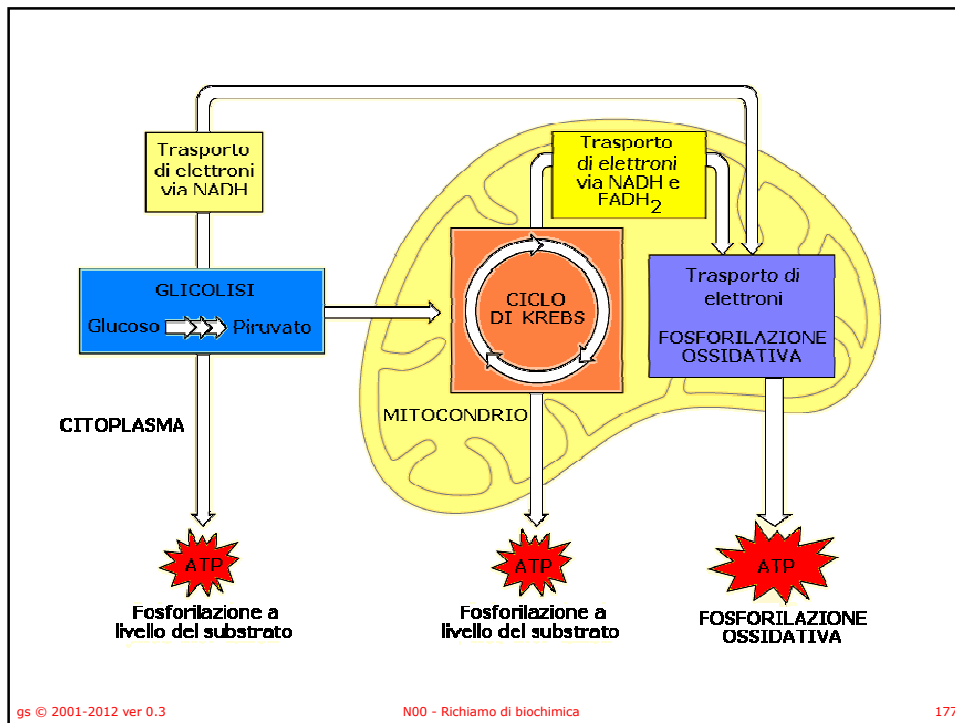 Trasporto
di elettroni
via NADH
Trasporto
di elettroni
via NADH e
FADH2
GLICOLISI
Glucoso Piruvato
CICLO
DI KREBS
Trasporto di
elettroni
FOSFORILAZIONE
OSSIDATIVA
MITOCONDRIO
CITOPLASMA
ATP
ATP
ATP
Fosforilazione a
livello del substrato
Fosforilazione a
livello del substrato
FOSFORILAZIONE
OSSIDATIVA
gs © 2001-2012 ver 0.3 N00 - Richiamo di biochimica 177